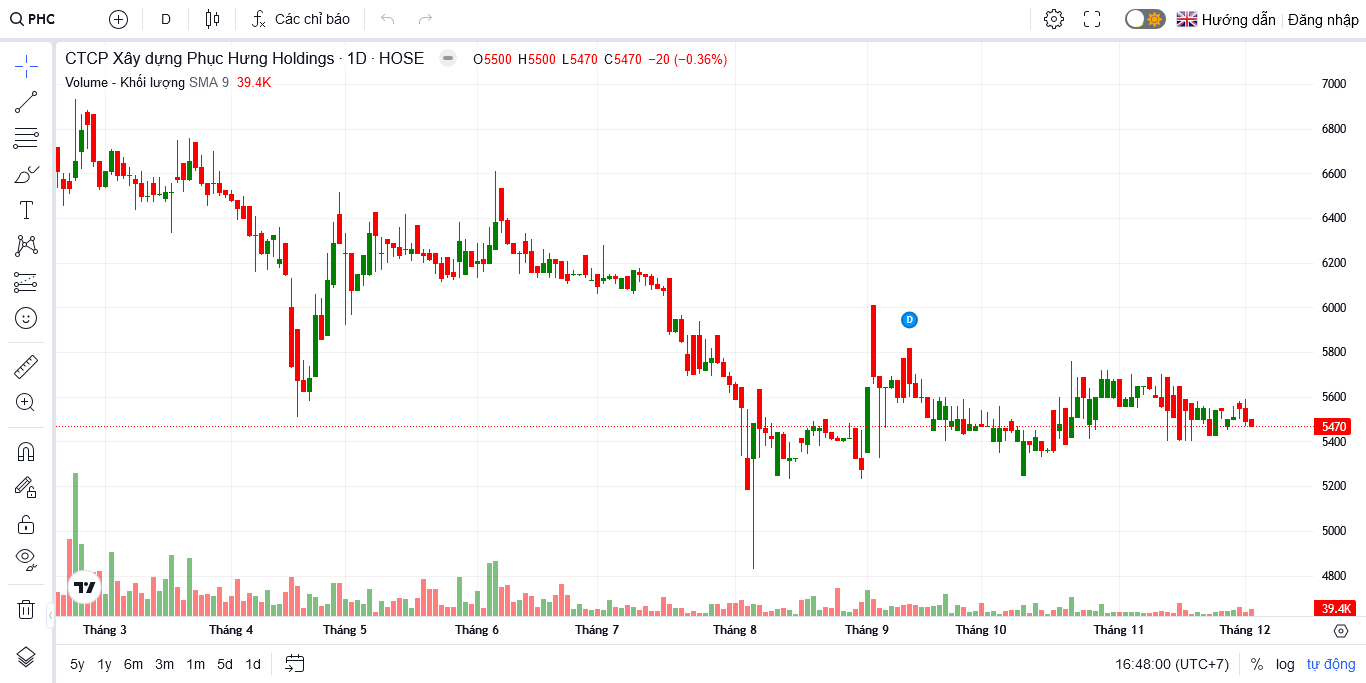 PHC D Các chỉ báo Hướng dẫn Đăng nhập
CTCP Xây dựng Phục Hưng Holdings · 1D · HOSE O5500 H5500 L5470 C5470 −20 (−0.36%)
Volume - Khối lượng SMA 9 39.4K
7000
6800
6600
6400
6200
6000
5800
5600
5470
5400
5200
5000
4800
39.4K
D
Tháng 3 Tháng 4 Tháng 5 Tháng 6 Tháng 7 Tháng 8 Tháng 9 Tháng 10 Tháng 11 Tháng 12
5y 1y 6m 3m 1m 5d 1d 16:48:00 (UTC+7) % log tự động